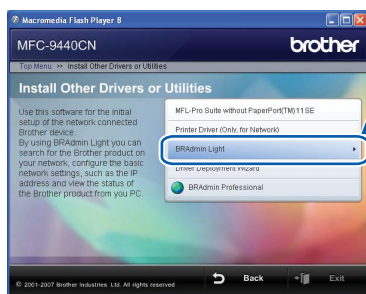 Macromedia Flash Player 8
MFC-9440CN
brother
Top Menu >> Install Other Drivers or Utilities
Install Other Drivers or Utilities
Use this software for the initial
setup of the network connected
Brother device.
By using BRAdmin Light you can
search for the Brother product on
your network, configure the basic
network settings, such as the IP
address and view the status of
the Brother product from you PC.
MFL-Pro Suite without PaperPort(TM)11SE
Printer Driver (Only, for Network)
BRAdmin Light
Driver Deployment Wizard
BRAdmin Professional
© 2001-2007 Brother Industries Ltd. All rights reserved
Back
Exit